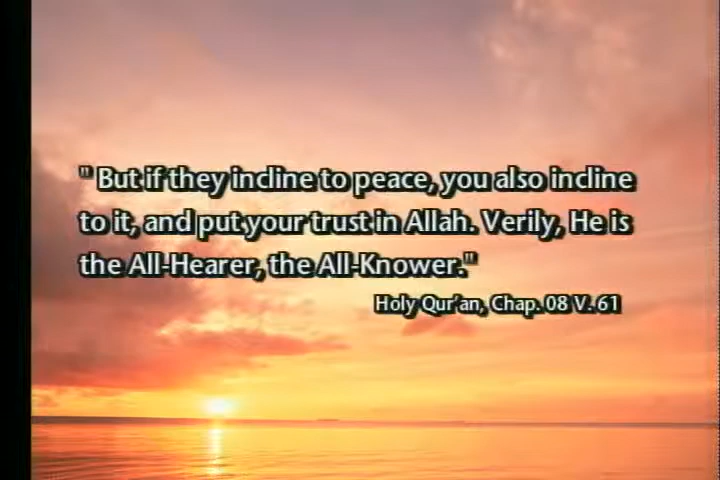 " But if they incline to peace, you also incline
to it, and put your trust in Allah. Verily, He is
the All-Hearer, the All-Knower."
Holy Qur'an, Chap. 08 V. 61